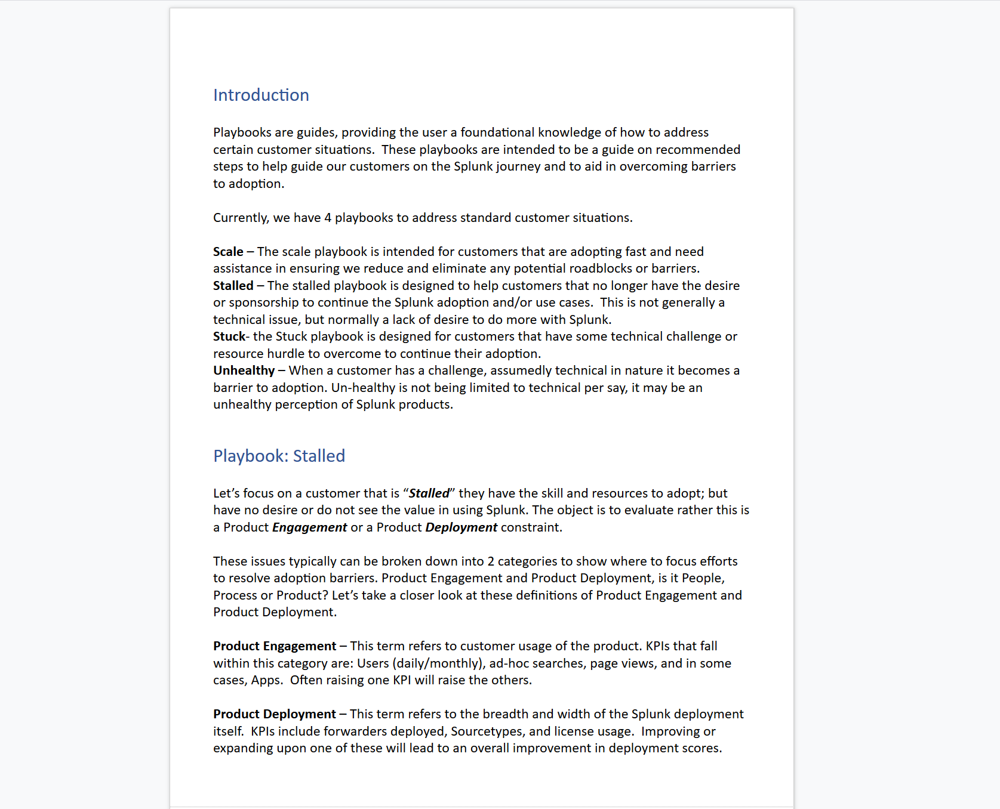 Introduction
Playbooks are guides, providing the user a foundational knowledge of how to address
certain customer situations.  These playbooks are intended to be a guide on recommended
steps to help guide our customers on the Splunk journey and to aid in overcoming barriers
to adoption.
Currently, we have 4 playbooks to address standard customer situations.
Scale – The scale playbook is intended for customers that are adopting fast and need
assistance in ensuring we reduce and eliminate any potential roadblocks or barriers.
Stalled – The stalled playbook is designed to help customers that no longer have the desire
or sponsorship to continue the Splunk adoption and/or use cases.  This is not generally a
technical issue, but normally a lack of desire to do more with Splunk.
Stuck- the Stuck playbook is designed for customers that have some technical challenge or
resource hurdle to overcome to continue their adoption.
Unhealthy – When a customer has a challenge, assumedly technical in nature it becomes a
barrier to adoption. Un-healthy is not being limited to technical per say, it may be an
unhealthy perception of Splunk products.
Playbook: Stalled
Let’s focus on a customer that is “Stalled” they have the skill and resources to adopt; but
have no desire or do not see the value in using Splunk. The object is to evaluate rather this is
a Product Engagement or a Product Deployment constraint.
These issues typically can be broken down into 2 categories to show where to focus efforts
to resolve adoption barriers. Product Engagement and Product Deployment, is it People,
Process or Product? Let’s take a closer look at these definitions of Product Engagement and
Product Deployment.
Product Engagement – This term refers to customer usage of the product. KPIs that fall
within this category are: Users (daily/monthly), ad-hoc searches, page views, and in some
cases, Apps.  Often raising one KPI will raise the others.
Product Deployment – This term refers to the breadth and width of the Splunk deployment
itself.  KPIs include forwarders deployed, Sourcetypes, and license usage.  Improving or
expanding upon one of these will lead to an overall improvement in deployment scores.